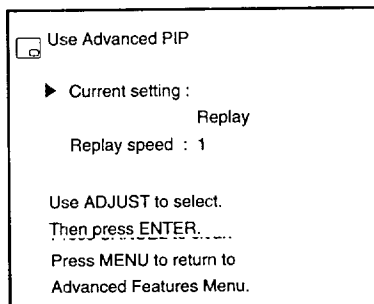 Use Advanced PIP
▶ Current setting :
Replay
Replay speed : 1
Use ADJUST to select.
Then press ENTER.
Press MENU to return to
Advanced Features Menu.